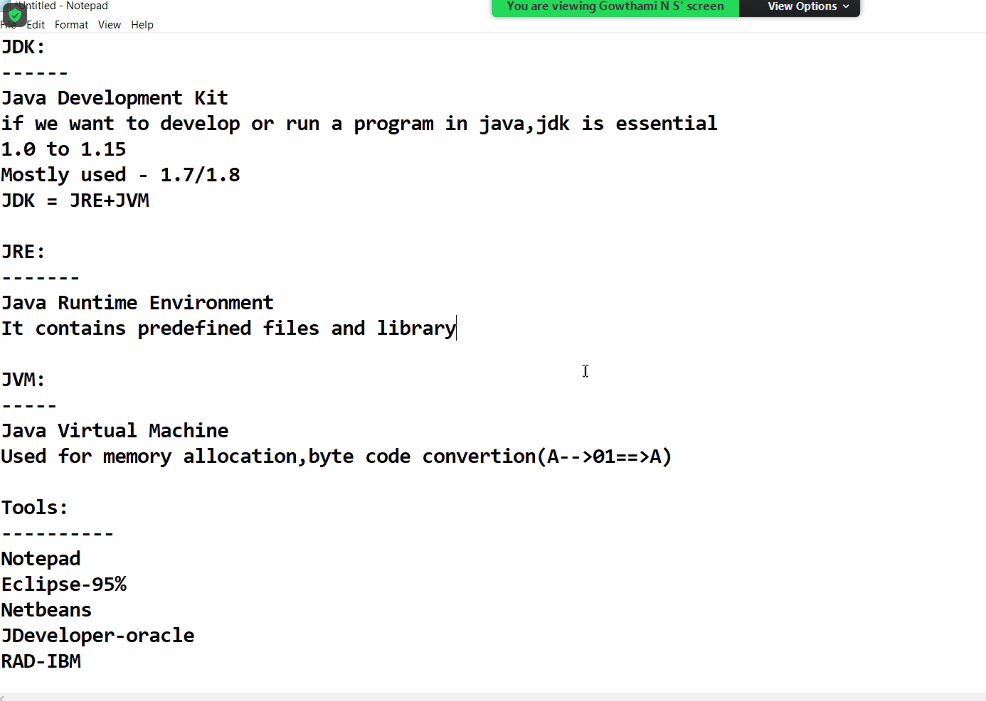 Untitled - Notepad
You are viewing Gowthami N S' screen
View Options
File Edit Format View Help
JDK:
------
Java Development Kit
if we want to develop or run a program in java,jdk is essential
1.0 to 1.15
Mostly used - 1.7/1.8
JDK = JRE+JVM
JRE:
-------
Java Runtime Environment
It contains predefined files and library
JVM:
-----
Java Virtual Machine
Used for memory allocation,byte code convertion(A-->01==>A)
Tools:
----------
Notepad
Eclipse-95%
Netbeans
JDeveloper-oracle
RAD-IBM